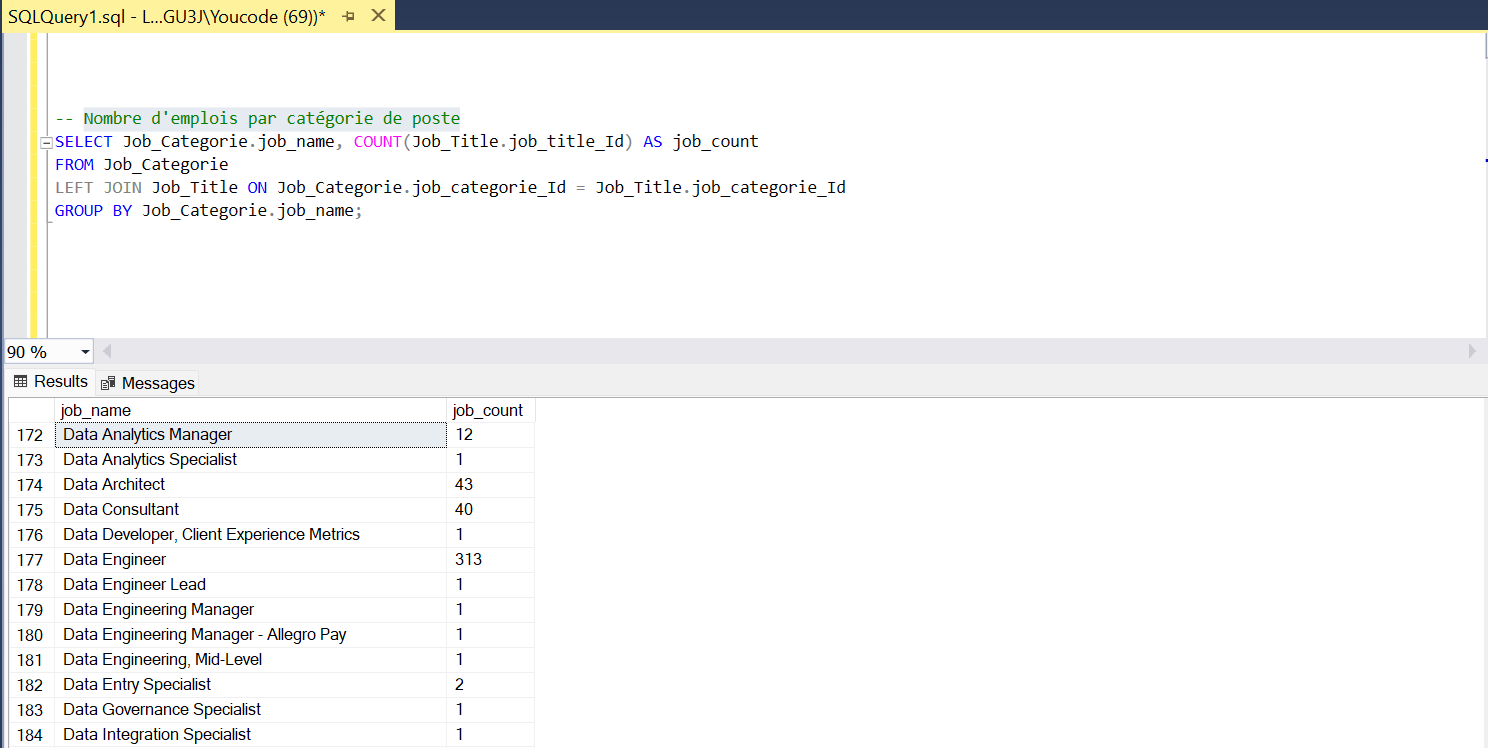 SQLQuery1.sql - L...GU3J\Youcode (69))*
-- Nombre d'emplois par catégorie de poste
SELECT Job_Categorie.job_name, COUNT(Job_Title.job_title_Id) AS job_count
FROM Job_Categorie
LEFT JOIN Job_Title ON Job_Categorie.job_categorie_Id = Job_Title.job_categorie_Id
GROUP BY Job_Categorie.job_name;
90 %
Results Messages
job_name job_count
172 Data Analytics Manager 12
173 Data Analytics Specialist 1
174 Data Architect 43
175 Data Consultant 40
176 Data Developer, Client Experience Metrics 1
177 Data Engineer 313
178 Data Engineer Lead 1
179 Data Engineering Manager 1
180 Data Engineering Manager - Allegro Pay 1
181 Data Engineering, Mid-Level 1
182 Data Entry Specialist 2
183 Data Governance Specialist 1
184 Data Integration Specialist 1